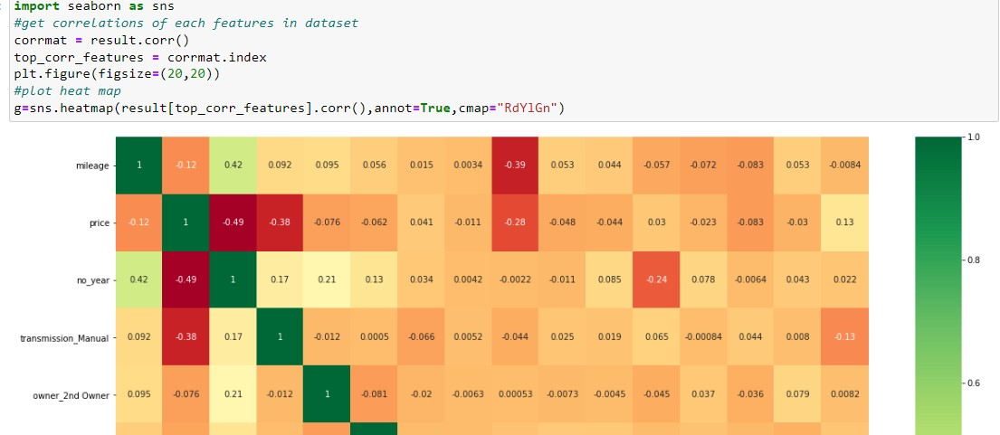 import seaborn as sns
#get correlations of each features in dataset
corrmat = result.corr()
top_corr_features = corrmat.index
plt.figure(figsize=(20,20))
#plot heat map
g=sns.heatmap(result[top_corr_features].corr(),annot=True,cmap="RdYlGn")
mileage 1 -0.12 0.42 0.092 0.095 0.056 0.015 0.0034 -0.39 0.053 0.044 -0.057 -0.072 -0.083 0.053 -0.0084 1.0
price -0.12 1 -0.49 -0.38 -0.076 -0.062 0.041 -0.011 -0.28 -0.048 -0.044 0.03 -0.023 -0.083 -0.03 0.13
0.8
no_year 0.42 -0.49 1 0.17 0.21 0.13 0.034 0.0042 -0.0022 -0.011 0.085 -0.24 0.078 -0.0064 0.043 0.022
transmission_Manual 0.092 -0.38 0.17 1 -0.012 0.0005 -0.066 0.0052 -0.044 0.025 0.019 0.065 -0.00084 0.044 0.008 -0.13
0.6
owner_2nd Owner 0.095 -0.076 0.21 -0.012 1 -0.081 -0.02 -0.0063 0.00053 -0.0073 -0.0045 -0.045 0.037 -0.036 0.079 0.0082